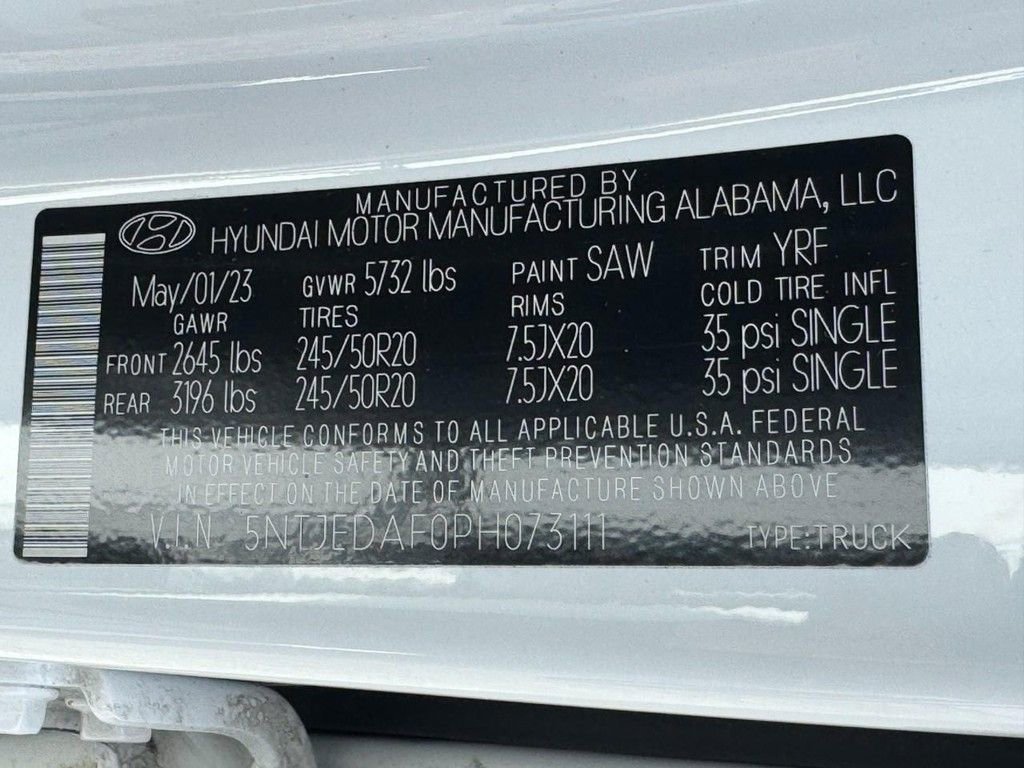 MANUFACTURED BY
HYUNDAI MOTOR MANUFACTURING ALABAMA, LLC
May/01/23 GVWR 5732 lbs PAINT SAW TRIM YRF
GAWR TIRES RIMS COLD TIRE INFL
FRONT 2645 lbs 245/50R20 7.5JX20 35 psi SINGLE
REAR 3196 lbs 245/50R20 7.5JX20 35 psi SINGLE
THIS VEHICLE CONFORMS TO ALL APPLICABLE U.S.A. FEDERAL
MOTOR VEHICLE SAFETY AND THEFT PREVENTION STANDARDS
IN EFFECT ON THE DATE OF MANUFACTURE SHOWN ABOVE
V.I.N 5NTJEDAF0PH073111 TYPE:TRUCK